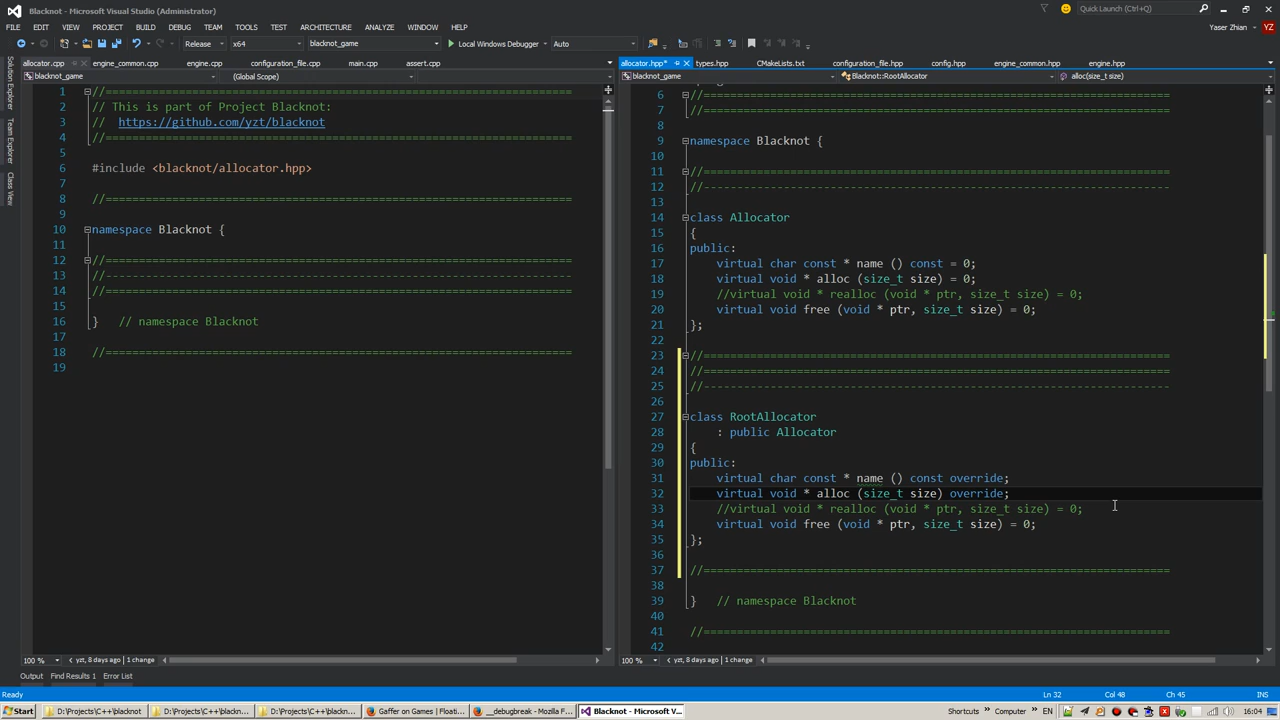 Blacknot - Microsoft Visual Studio (Administrator)
Quick Launch (Ctrl+Q)
FILE EDIT VIEW PROJECT BUILD DEBUG TEAM TOOLS TEST ARCHITECTURE ANALYZE WINDOW HELP
Yaser Zhian YZ
Release x64 blacknot_game Local Windows Debugger Auto
Solution Explorer
Team Explorer
Class View
allocator.cpp engine_common.cpp engine.cpp configuration_file.cpp main.cpp assert.cpp
blacknot_game (Global Scope)
1 //=========================================================================
2 // This is part of Project Blacknot:
3 //  https://github.com/yzt/blacknot
4 //=========================================================================
5
6 #include <blacknot/allocator.hpp>
7
8 //=========================================================================
9
10 namespace Blacknot {
11
12 //=========================================================================
13 //-------------------------------------------------------------------------
14 //=========================================================================
15
16 }   // namespace Blacknot
17
18 //=========================================================================
19
100 % yzt, 8 days ago | 1 change
allocator.hpp* types.hpp CMakeLists.txt configuration_file.hpp config.hpp engine_common.hpp engine.hpp
blacknot_game Blacknot::RootAllocator alloc(size_t size)
6 //=========================================================================
7 //=========================================================================
8
9 namespace Blacknot {
10
11 //=========================================================================
12 //-------------------------------------------------------------------------
13
14 class Allocator
15 {
16 public:
17     virtual char const * name () const = 0;
18     virtual void * alloc (size_t size) = 0;
19     //virtual void * realloc (void * ptr, size_t size) = 0;
20     virtual void free (void * ptr, size_t size) = 0;
21 };
22
23 //=========================================================================
24 //=========================================================================
25 //-------------------------------------------------------------------------
26
27 class RootAllocator
28     : public Allocator
29 {
30 public:
31     virtual char const * name () const override;
32     virtual void * alloc (size_t size) override;
33     //virtual void * realloc (void * ptr, size_t size) = 0;
34     virtual void free (void * ptr, size_t size) = 0;
35 };
36
37 //=========================================================================
38
39 }   // namespace Blacknot
40
41 //=========================================================================
42
100 % yzt, 8 days ago | 1 change
Output Find Results 1 Error List
Ready Ln 32 Col 48 Ch 45 INS
Start D:\Projects\C++\blacknot D:\Projects\C++\blackn... D:\Projects\C++\blackn... Gaffer on Games | Float... __debugbreak - Mozilla F... Blacknot - Microsoft V... Shortcuts » Computer » EN 16:04